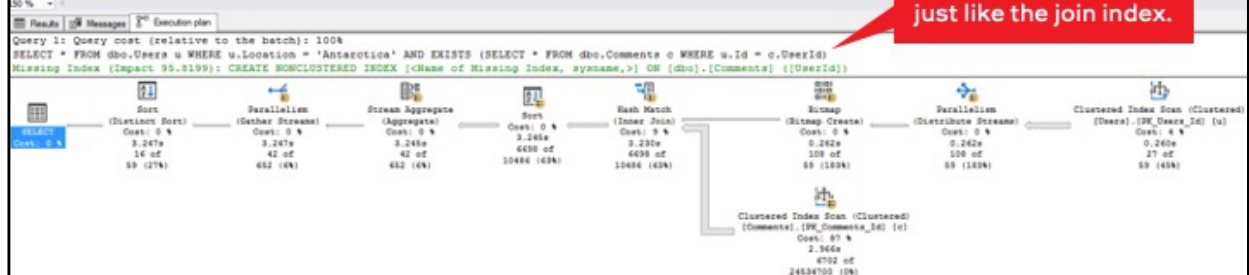 50 %
just like the join index.
Results Messages Execution plan
Query 1: Query cost (relative to the batch): 100%
SELECT * FROM dbo.Users u WHERE u.Location = 'Antarctica' AND EXISTS (SELECT * FROM dbo.Comments c WHERE u.Id = c.UserId)
Missing Index (Impact 95.8199): CREATE NONCLUSTERED INDEX [<Name of Missing Index, sysname,>] ON [dbo].[Comments] ([UserId])
SELECT
Cost: 0 %
Sort
(Distinct Sort)
Cost: 0 %
3.247s
16 of
59 (27%)
Parallelism
(Gather Streams)
Cost: 0 %
3.247s
42 of
652 (6%)
Stream Aggregate
(Aggregate)
Cost: 0 %
3.245s
42 of
652 (6%)
Sort
Cost: 0 %
3.245s
6698 of
10486 (63%)
Hash Match
(Inner Join)
Cost: 9 %
3.230s
6698 of
10486 (63%)
Bitmap
(Bitmap Create)
Cost: 0 %
0.262s
108 of
59 (183%)
Parallelism
(Distribute Streams)
Cost: 0 %
0.262s
108 of
59 (183%)
Clustered Index Scan (Clustered)
[Users].[PK_Users_Id] [u]
Cost: 4 %
0.260s
27 of
59 (45%)
Clustered Index Scan (Clustered)
[Comments].[PK_Comments_Id] [c]
Cost: 87 %
2.966s
6702 of
24534700 (0%)